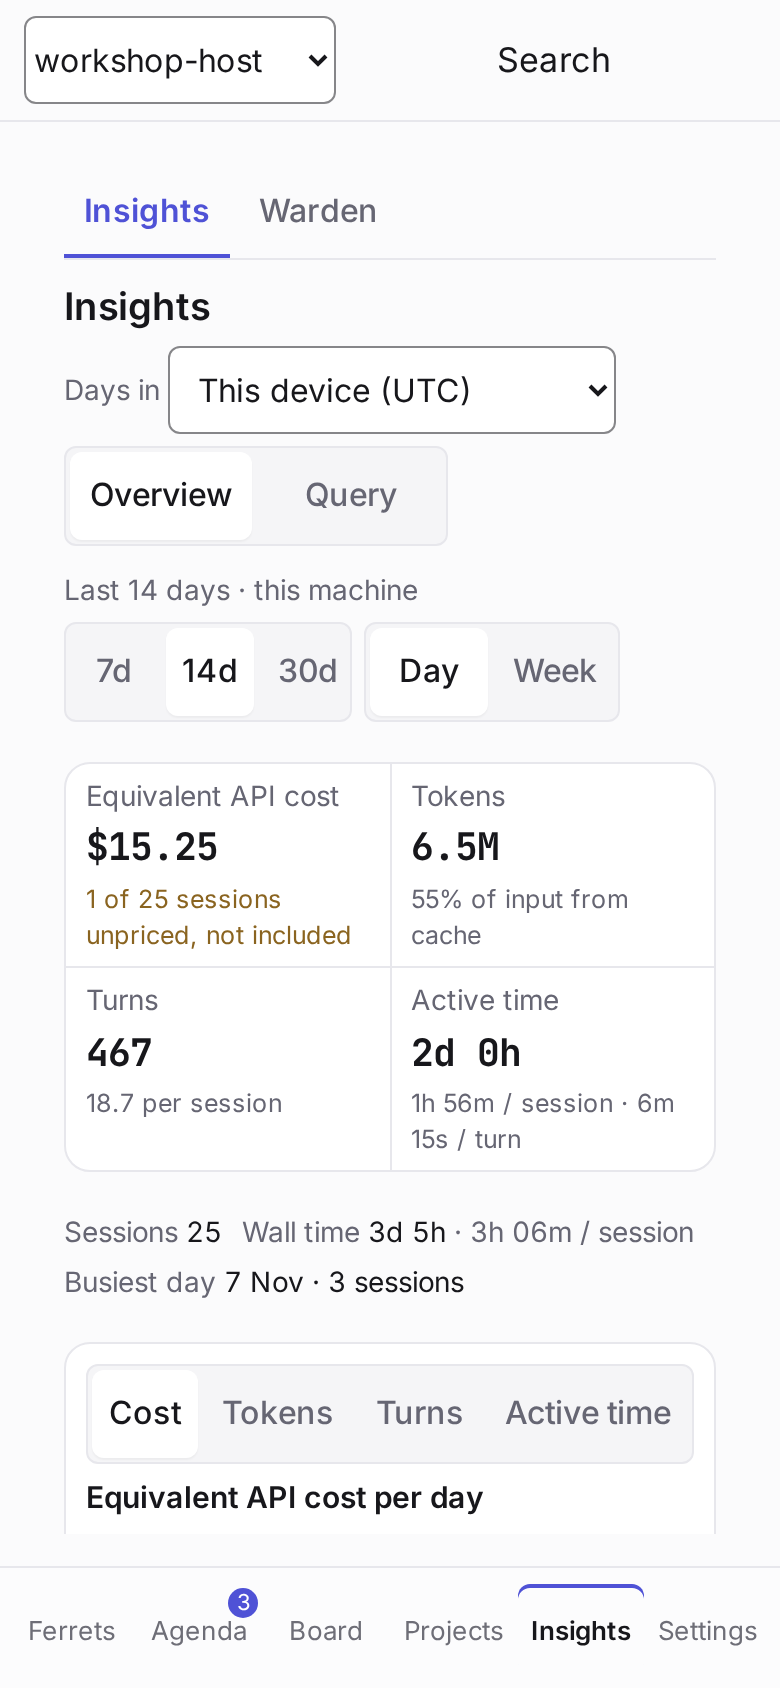 workshop-host
Search
Insights
Warden
Insights
Days in
This device (UTC)
Overview
Query
Last 14 days · this machine
7d
14d
30d
Day
Week
Equivalent API cost
$15.25
1 of 25 sessions
unpriced, not included
Tokens
6.5M
55% of input from
cache
Turns
467
18.7 per session
Active time
2d 0h
1h 56m / session · 6m
15s / turn
Sessions 25 Wall time 3d 5h · 3h 06m / session
Busiest day 7 Nov · 3 sessions
Cost
Tokens
Turns
Active time
Equivalent API cost per day
3
Ferrets
Agenda
Board
Projects
Insights
Settings